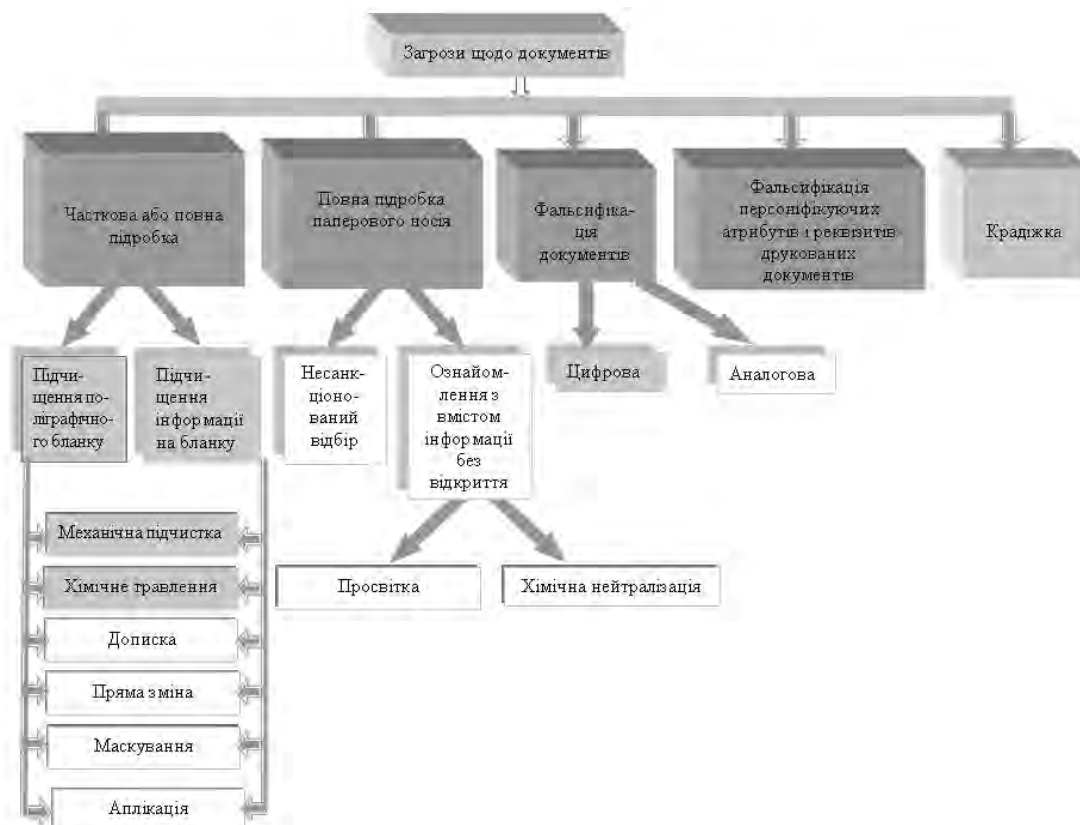 Загрози щодо документів
Часткова або повна
підробка
Повна підробка
паперового носія
Фальсифіка-
ція
документів
Фальсифікація
персоніфікуючих
атрибутів і реквізитів
друкованих
документів
Крадіжка
Підчи-
щення по-
ліграфічно-
го бланку
Підчи-
щення
інформації
на бланку
Несанк-
ціоно-
ваний
відбір
Ознайом-
лення з
вмістом
інформації
без
відкриття
Цифрова
Аналогова
Механічна підчистка
Хімічне травлення
Дописка
Пряма зміна
Маскування
Аплікація
Просвітка
Хімічна нейтралізація